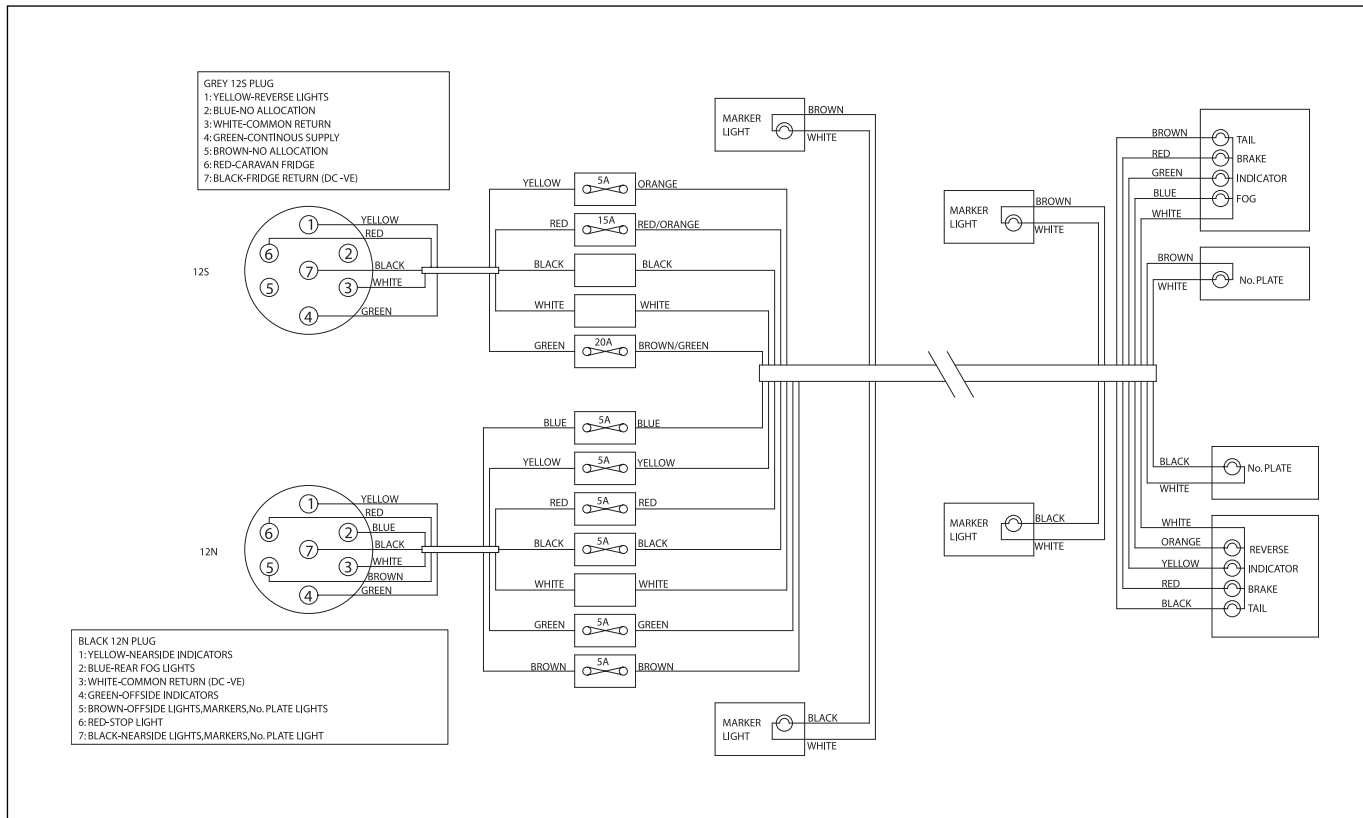 GREY 12S PLUG
1: YELLOW-REVERSE LIGHTS
2: BLUE-NO ALLOCATION
3: WHITE-COMMON RETURN
4: GREEN-CONTINOUS SUPPLY
5: BROWN-NO ALLOCATION
6: RED-CARAVAN FRIDGE
7: BLACK-FRIDGE RETURN (DC -VE)
12S
1
6
2
7
5
3
4
YELLOW
RED
BLACK
WHITE
GREEN
YELLOW 5A ORANGE
RED 15A RED/ORANGE
BLACK BLACK
WHITE WHITE
GREEN 20A BROWN/GREEN
BLUE 5A BLUE
YELLOW 5A YELLOW
RED 5A RED
BLACK 5A BLACK
WHITE WHITE
GREEN 5A GREEN
BROWN 5A BROWN
12N
1
6
2
7
5
3
4
YELLOW
RED
BLUE
BLACK
WHITE
BROWN
GREEN
BLACK 12N PLUG
1: YELLOW-NEARSIDE INDICATORS
2: BLUE-REAR FOG LIGHTS
3: WHITE-COMMON RETURN (DC -VE)
4: GREEN-OFFSIDE INDICATORS
5: BROWN-OFFSIDE LIGHTS,MARKERS,No. PLATE LIGHTS
6: RED-STOP LIGHT
7: BLACK-NEARSIDE LIGHTS,MARKERS,No. PLATE LIGHT
MARKER
LIGHT
BROWN
WHITE
MARKER
LIGHT
BROWN
WHITE
MARKER
LIGHT
BLACK
WHITE
MARKER
LIGHT
BLACK
WHITE
BROWN TAIL
RED BRAKE
GREEN INDICATOR
BLUE FOG
WHITE
BROWN
WHITE No. PLATE
BLACK No. PLATE
WHITE
WHITE
ORANGE REVERSE
YELLOW INDICATOR
RED BRAKE
BLACK TAIL